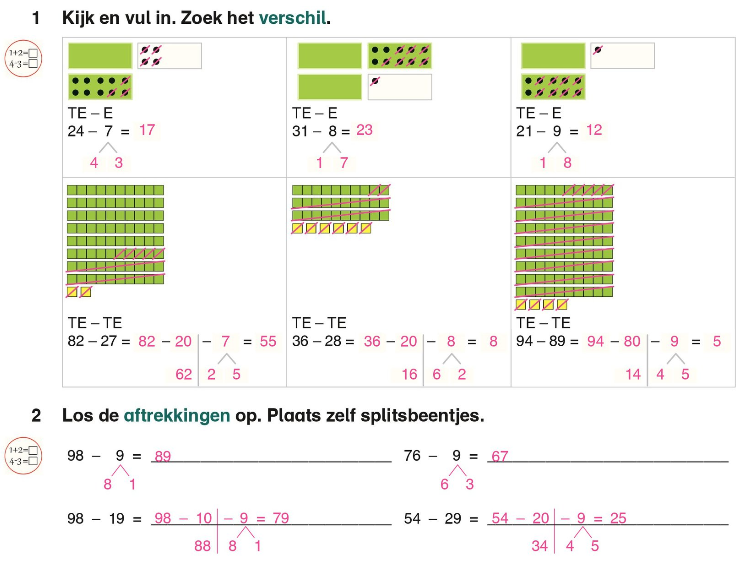 1 Kijk en vul in. Zoek het verschil.
1+2=
4-3=
TE – E
24 – 7 = 17
4 3
TE – E
31 – 8 = 23
1 7
TE – E
21 – 9 = 12
1 8
TE – TE
82 – 27 = 82 – 20 – 7 = 55
62 2 5
TE – TE
36 – 28 = 36 – 20 – 8 = 8
16 6 2
TE – TE
94 – 89 = 94 – 80 – 9 = 5
14 4 5
2 Los de aftrekkingen op. Plaats zelf splitsbeentjes.
1+2=
4-3=
98 – 9 = 89
8 1
76 – 9 = 67
6 3
98 – 19 = 98 – 10 – 9 = 79
88 8 1
54 – 29 = 54 – 20 – 9 = 25
34 4 5